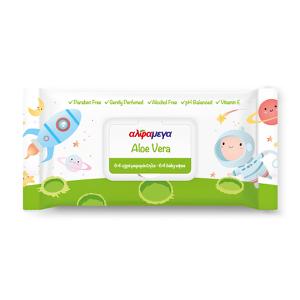 ✓ Paraben Free ✓ Gently Perfumed ✓ Alcohol Free ✓ pH Balanced ✓ Vitamin E
αλφαμεγα
Aloe Vera